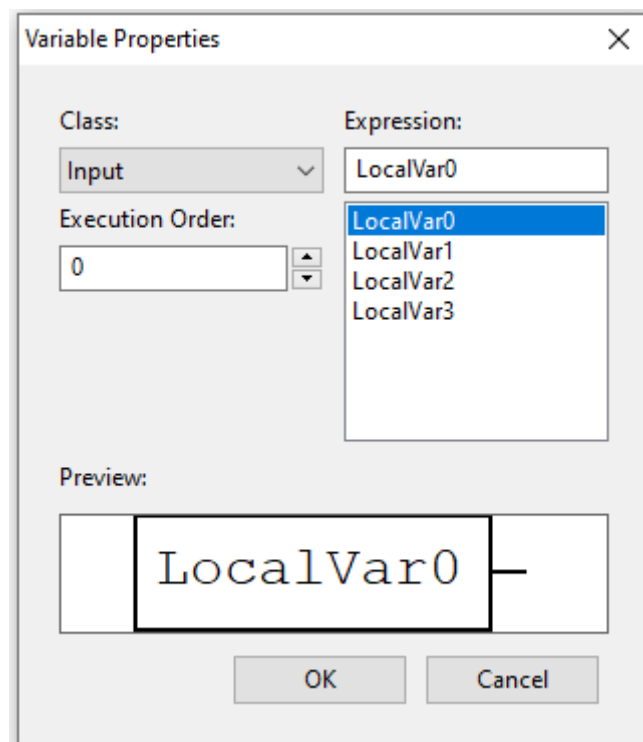 Variable Properties
Class:
Expression:
Input
LocalVar0
Execution Order:
0
LocalVar0
LocalVar1
LocalVar2
LocalVar3
Preview:
LocalVar0
OK
Cancel